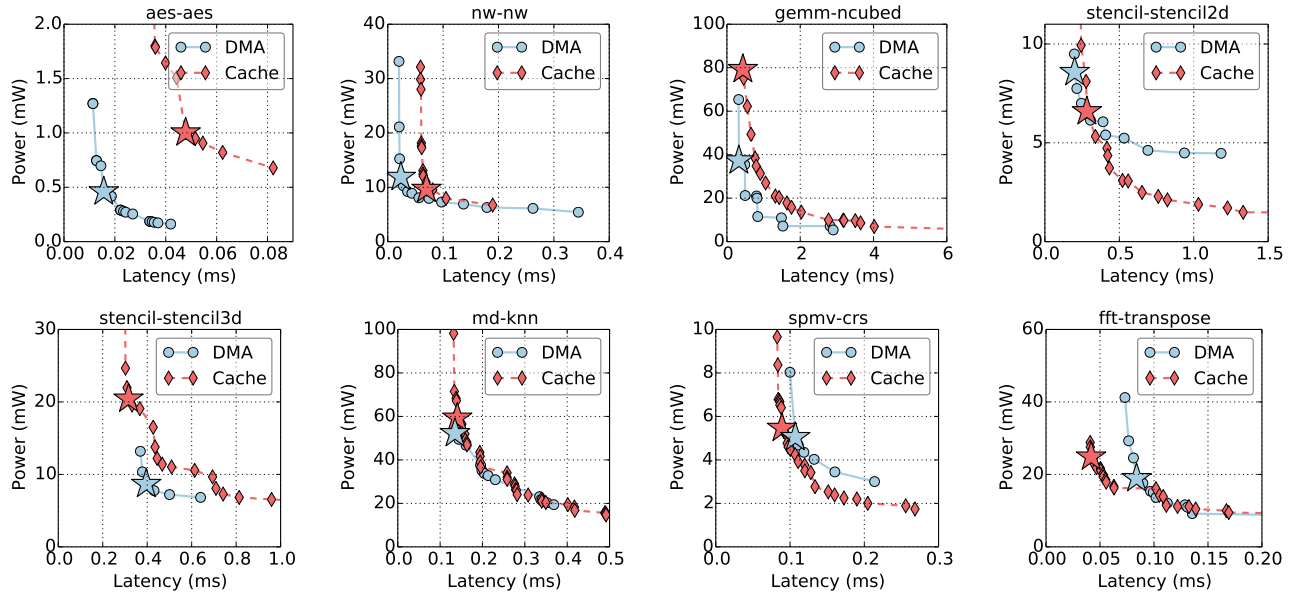 aes-aes
2.0
1.5
1.0
0.5
0.0
Power (mW)
DMA
Cache
0.00 0.02 0.04 0.06 0.08
Latency (ms)
nw-nw
40
30
20
10
0
Power (mW)
DMA
Cache
0.0 0.1 0.2 0.3 0.4
Latency (ms)
gemm-ncubed
100
80
60
40
20
0
Power (mW)
DMA
Cache
0 2 4 6
Latency (ms)
stencil-stencil2d
10
5
0
Power (mW)
DMA
Cache
0.0 0.5 1.0 1.5
Latency (ms)
stencil-stencil3d
30
20
10
0
Power (mW)
DMA
Cache
0.0 0.2 0.4 0.6 0.8 1.0
Latency (ms)
md-knn
100
80
60
40
20
0
Power (mW)
DMA
Cache
0.0 0.1 0.2 0.3 0.4 0.5
Latency (ms)
spmv-crs
10
8
6
4
2
0
Power (mW)
DMA
Cache
0.0 0.1 0.2 0.3
Latency (ms)
fft-transpose
60
40
20
0
Power (mW)
DMA
Cache
0.00 0.05 0.10 0.15 0.20
Latency (ms)